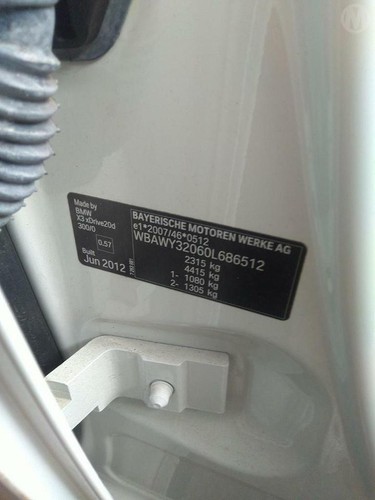 Made by
BMW
X3 xDrive20d
300/0
0.57
Built
Jun 2012
BAYERISCHE MOTOREN WERKE AG
e1*2007/46*0512
WBAWY32060L686512
2315 kg
4415 kg
1- 1080 kg
2- 1305 kg